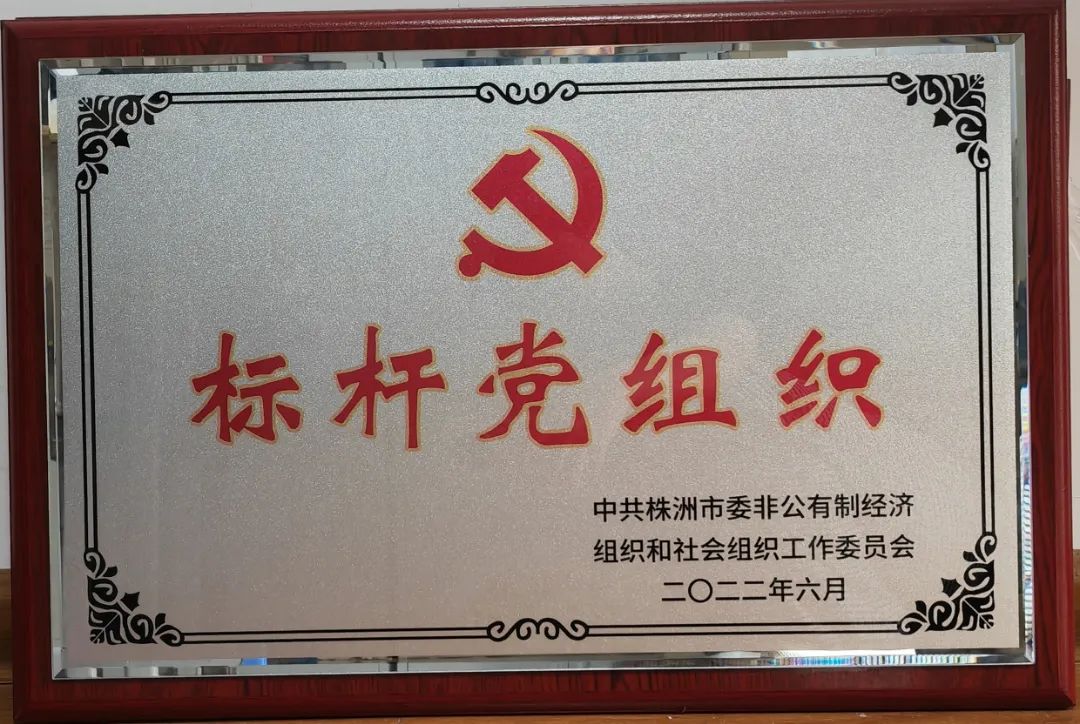 标杆党组织
中共株洲市委非公有制经济
组织和社会组织工作委员会
二〇二二年六月